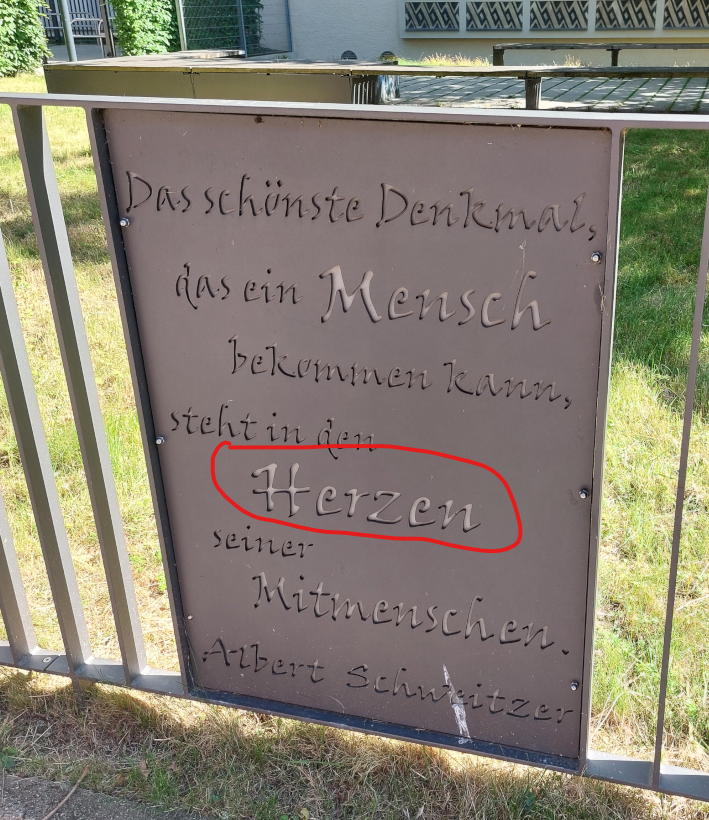 Das schönste Denkmal,
das ein Mensch
bekommen kann,
steht in den
Herzen
seiner
Mitmenschen.
Albert Schweitzer